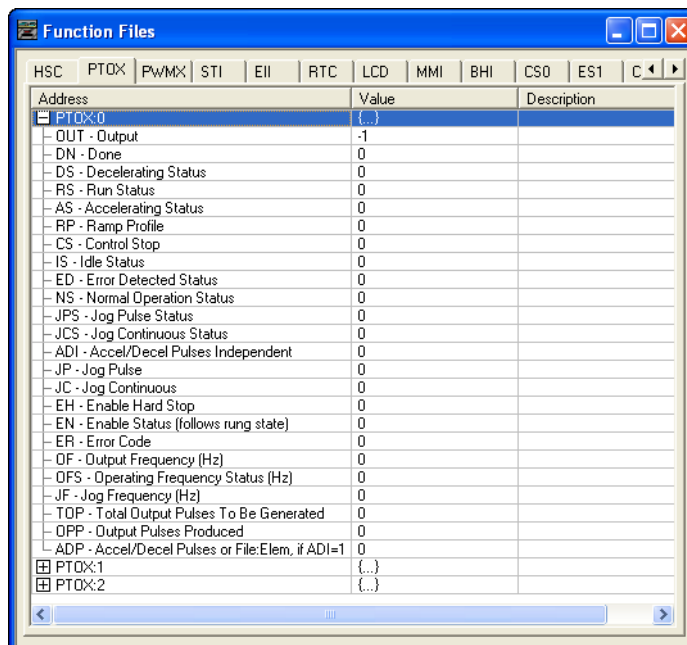 Function Files
HSC PTOX PWMX STI EII RTC LCD MMI BHI CS0 ES1 C
Address Value Description
PTOX:0 {...}
OUT - Output -1
DN - Done 0
DS - Decelerating Status 0
RS - Run Status 0
AS - Accelerating Status 0
RP - Ramp Profile 0
CS - Control Stop 0
IS - Idle Status 0
ED - Error Detected Status 0
NS - Normal Operation Status 0
JPS - Jog Pulse Status 0
JCS - Jog Continuous Status 0
ADI - Accel/Decel Pulses Independent 0
JP - Jog Pulse 0
JC - Jog Continuous 0
EH - Enable Hard Stop 0
EN - Enable Status (follows rung state) 0
ER - Error Code 0
OF - Output Frequency (Hz) 0
OFS - Operating Frequency Status (Hz) 0
JF - Jog Frequency (Hz) 0
TOP - Total Output Pulses To Be Generated 0
OPP - Output Pulses Produced 0
ADP - Accel/Decel Pulses or File:Elem, if ADI=1 0
PTOX:1 {...}
PTOX:2 {...}